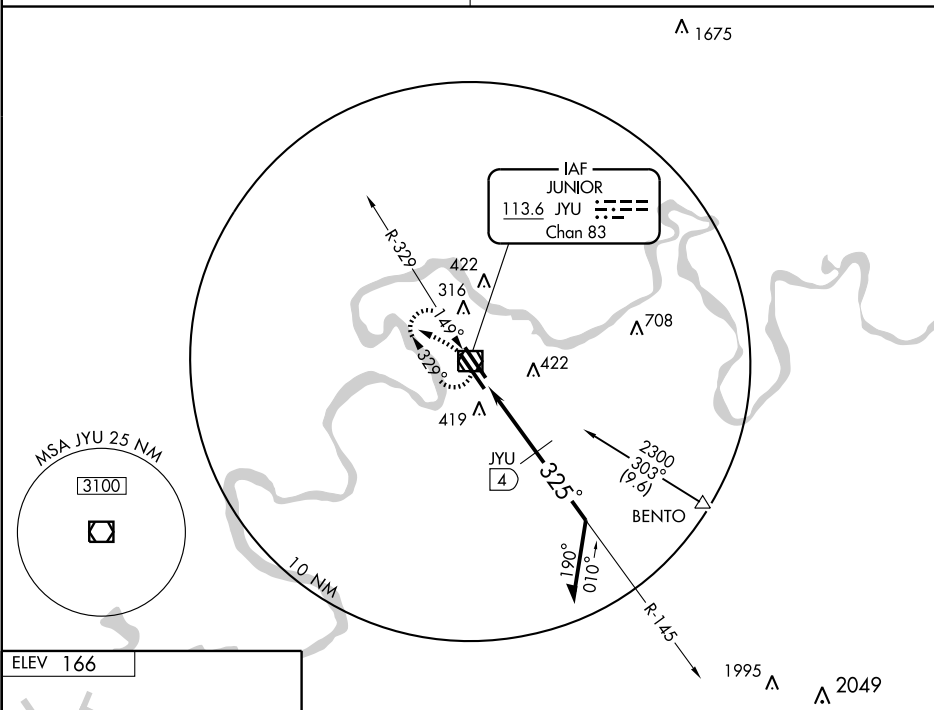 1675
IAF
JUNIOR
113.6 JYU
Chan 83
R-329
422
316
149°
329°
708
422
419
MSA JYU 25 NM
3100
JYU
4
325°
2300
303°
(9.6)
BENTO
190°
010°
10 NM
R-145
ELEV 166
1995
2049